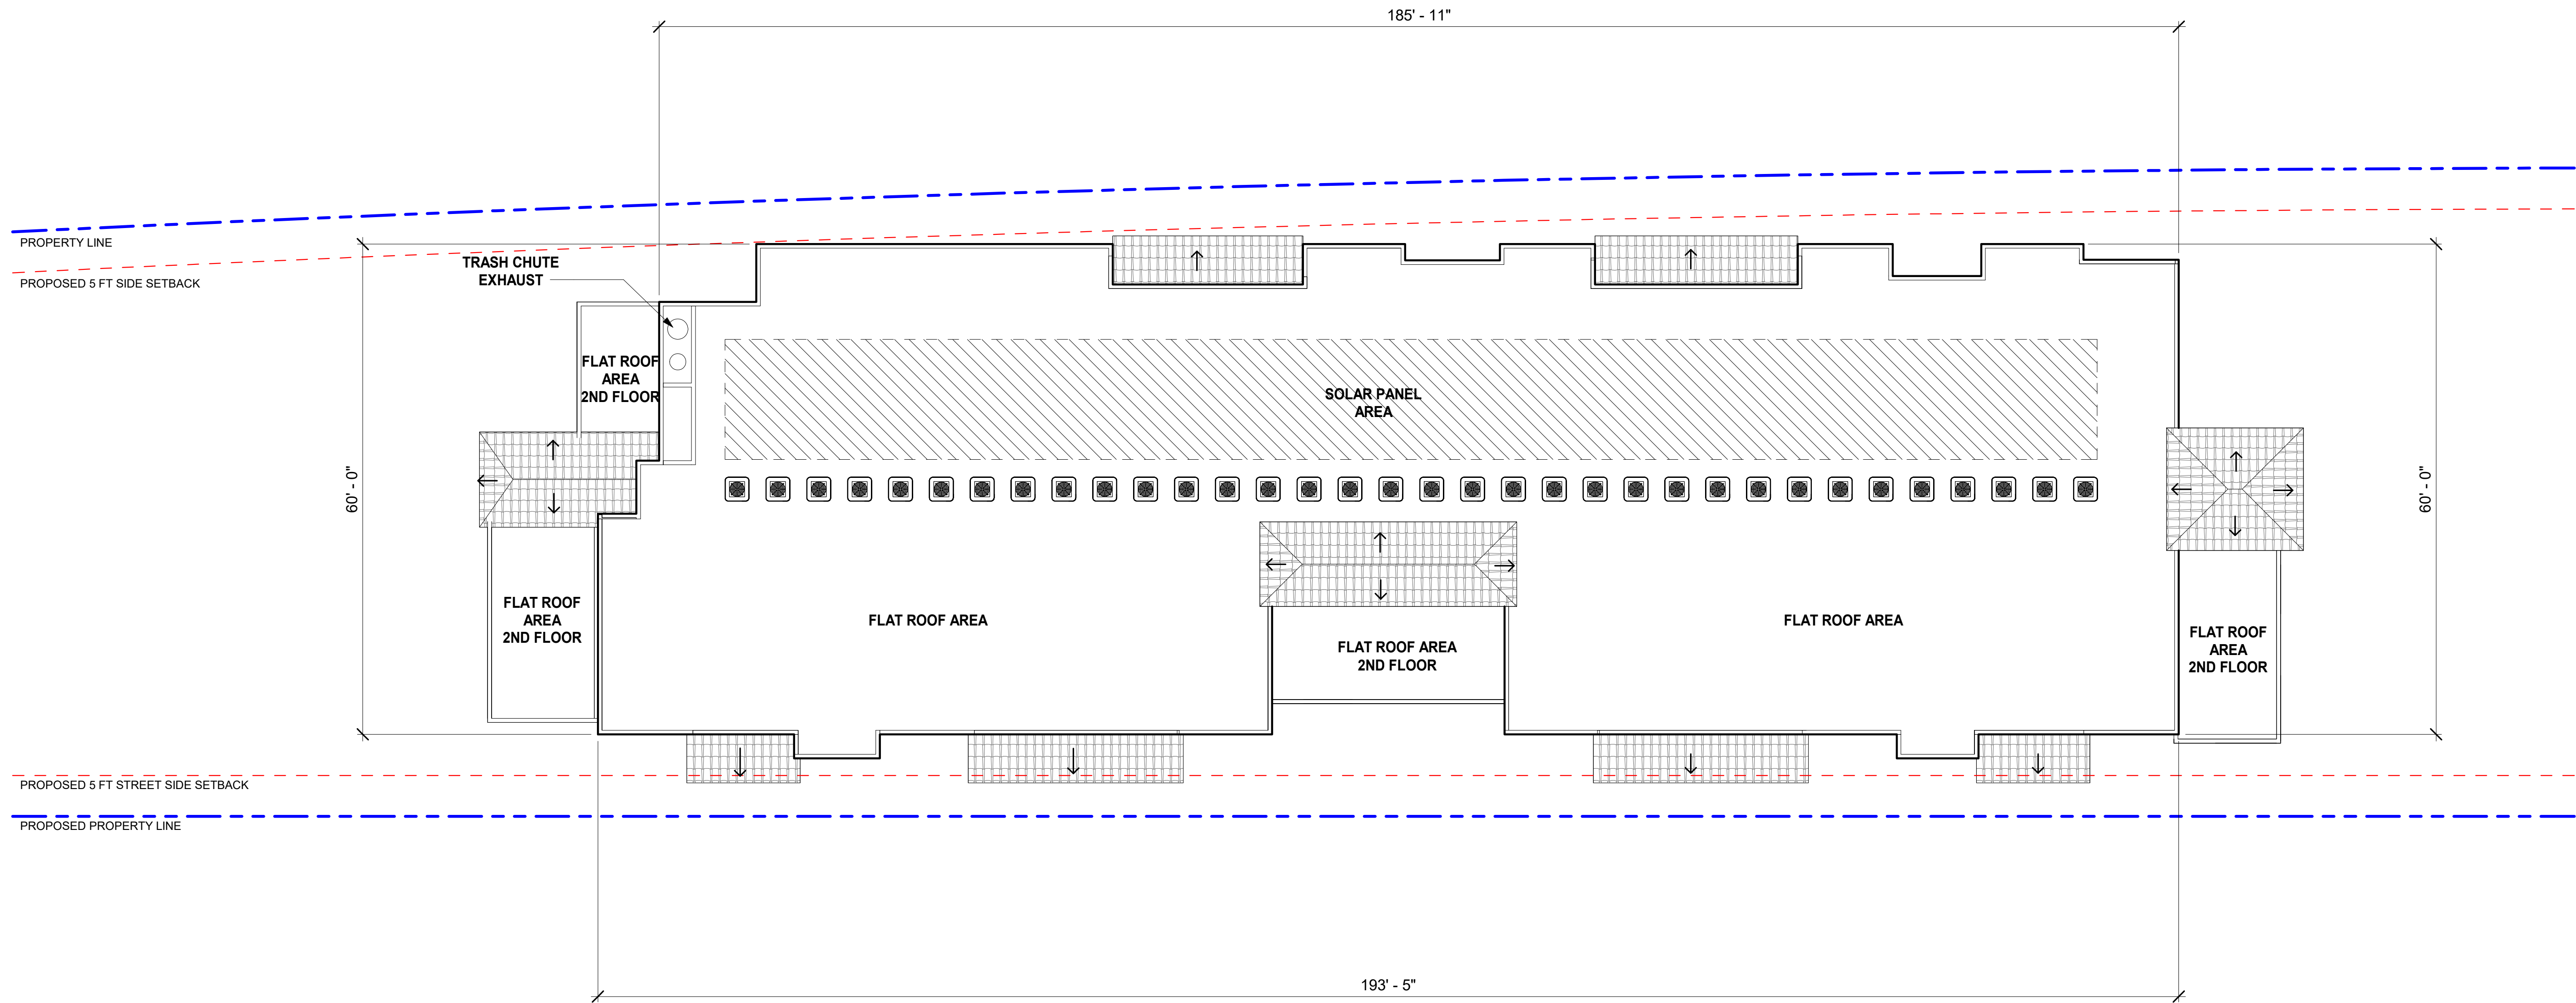 185' - 11"
PROPERTY LINE
PROPOSED 5 FT SIDE SETBACK
TRASH CHUTE
EXHAUST
FLAT ROOF
AREA
2ND FLOOR
SOLAR PANEL
AREA
60' - 0"
60' - 0"
FLAT ROOF
AREA
2ND FLOOR
FLAT ROOF AREA
FLAT ROOF AREA
2ND FLOOR
FLAT ROOF AREA
FLAT ROOF
AREA
2ND FLOOR
PROPOSED 5 FT STREET SIDE SETBACK
PROPOSED PROPERTY LINE
193' - 5"